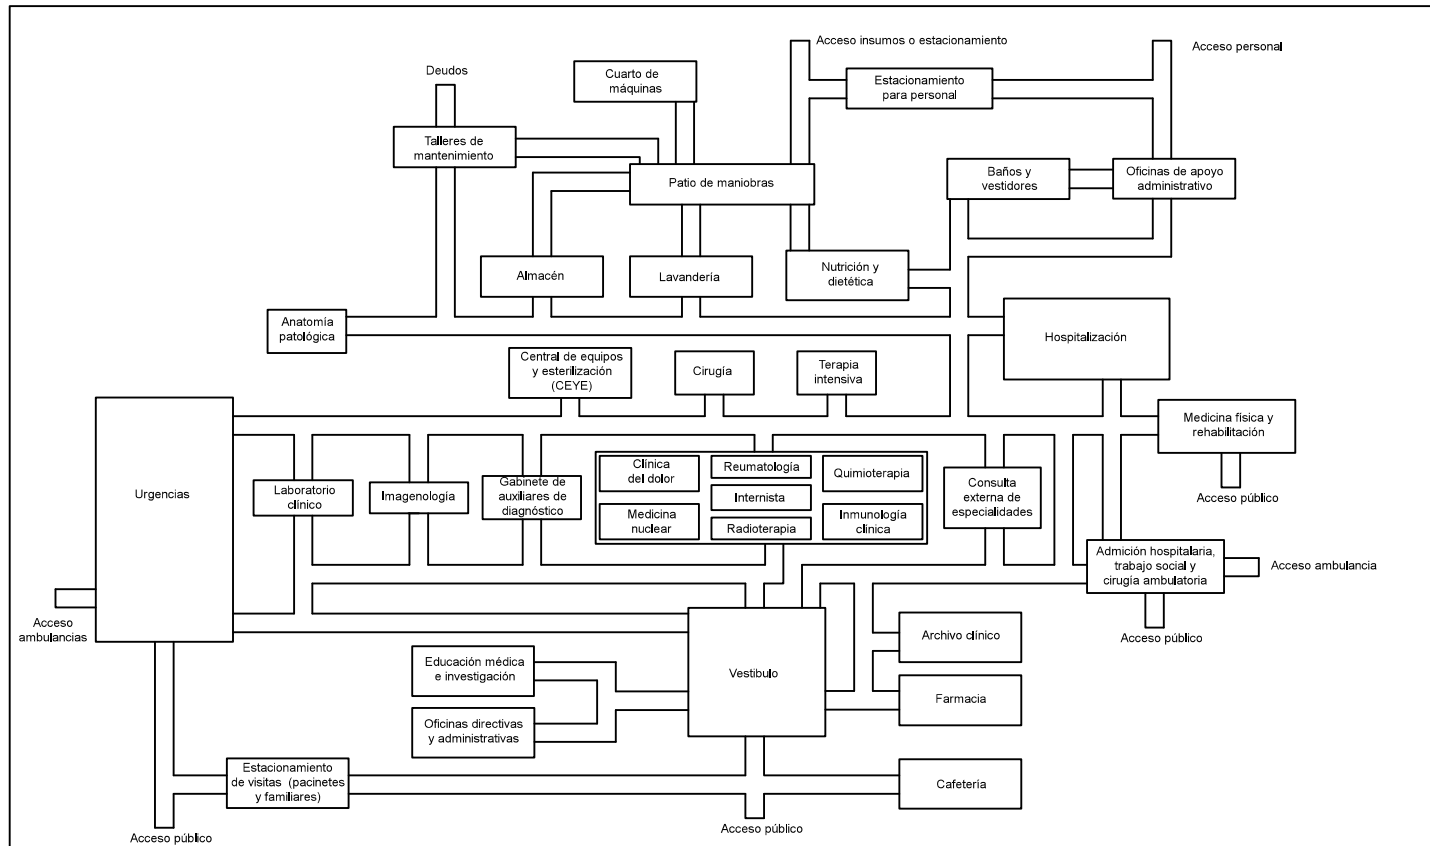 Acceso insumos o estacionamiento
Acceso personal
Deudos
Cuarto de
máquinas
Estacionamiento
para personal
Talleres de
mantenimiento
Patio de maniobras
Baños y
vestidores
Oficinas de apoyo
administrativo
Almacén
Lavandería
Nutrición y
dietética
Anatomía
patológica
Hospitalización
Central de equipos
y esterilización
(CEYE)
Cirugía
Terapia
intensiva
Medicina física y
rehabilitación
Acceso público
Urgencias
Laboratorio
clínico
Imagenología
Gabinete de
auxiliares de
diagnóstico
Clínica
del dolor
Reumatología
Quimioterapia
Internista
Medicina
nuclear
Radioterapia
Inmunología
clínica
Consulta
externa de
especialidades
Admición hospitalaria,
trabajo social y
cirugía ambulatoria
Acceso ambulancia
Acceso público
Acceso
ambulancias
Archivo clínico
Educación médica
e investigación
Vestibulo
Farmacia
Oficinas directivas
y administrativas
Estacionamiento
de visitas (pacinetes
y familiares)
Cafetería
Acceso público
Acceso público